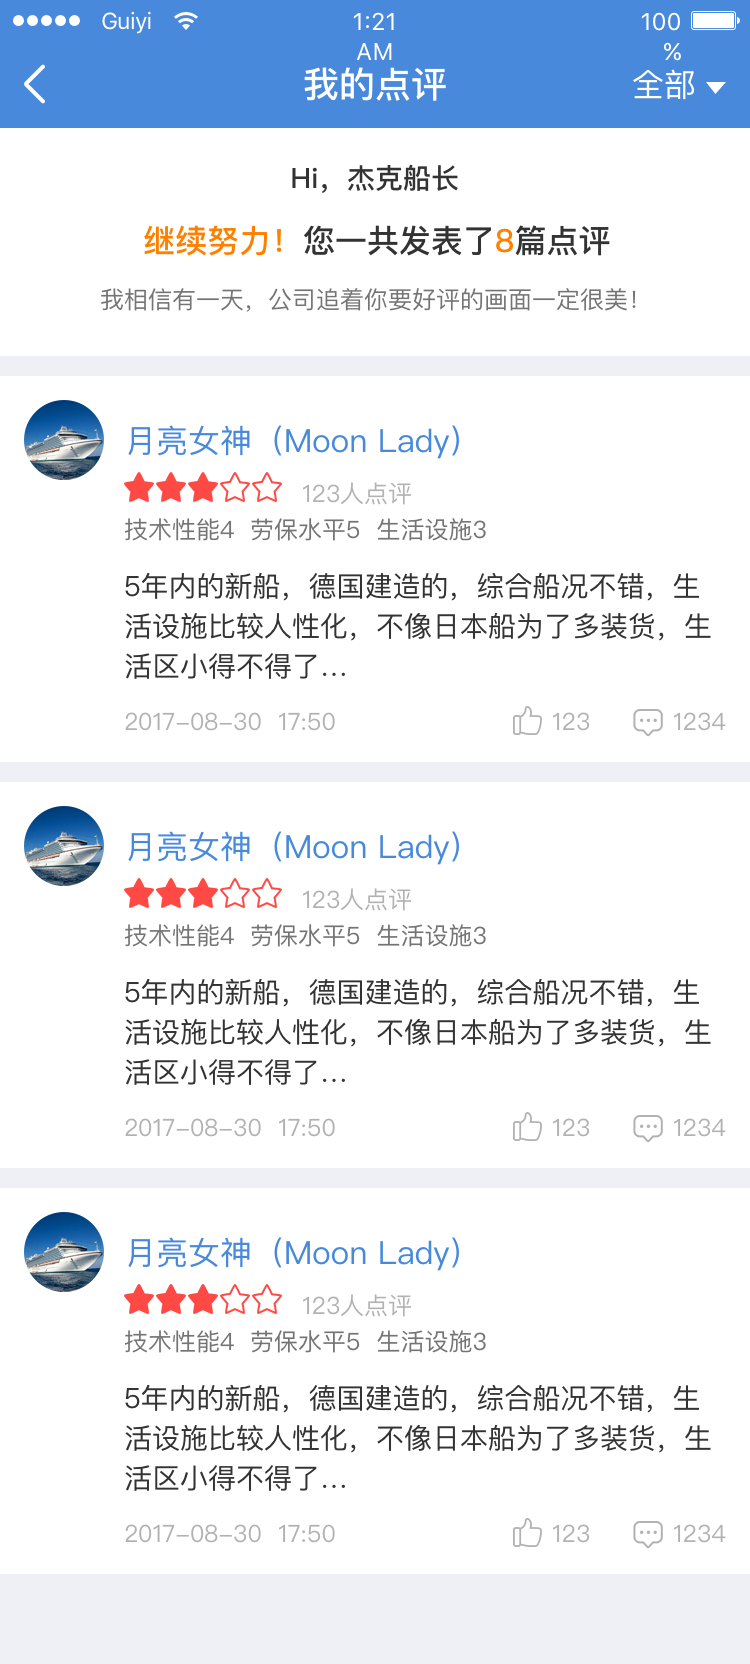 Guiyi
1:21 AM
100 %
我的点评
全部
Hi，杰克船长
继续努力！您一共发表了8篇点评
我相信有一天，公司追着你要好评的画面一定很美！
月亮女神（Moon Lady）
123人点评
技术性能4 劳保水平5 生活设施3
5年内的新船，德国建造的，综合船况不错，生
活设施比较人性化，不像日本船为了多装货，生
活区小得不得了...
2017-08-30 17:50
123
1234
月亮女神（Moon Lady）
123人点评
技术性能4 劳保水平5 生活设施3
5年内的新船，德国建造的，综合船况不错，生
活设施比较人性化，不像日本船为了多装货，生
活区小得不得了...
2017-08-30 17:50
123
1234
月亮女神（Moon Lady）
123人点评
技术性能4 劳保水平5 生活设施3
5年内的新船，德国建造的，综合船况不错，生
活设施比较人性化，不像日本船为了多装货，生
活区小得不得了...
2017-08-30 17:50
123
1234